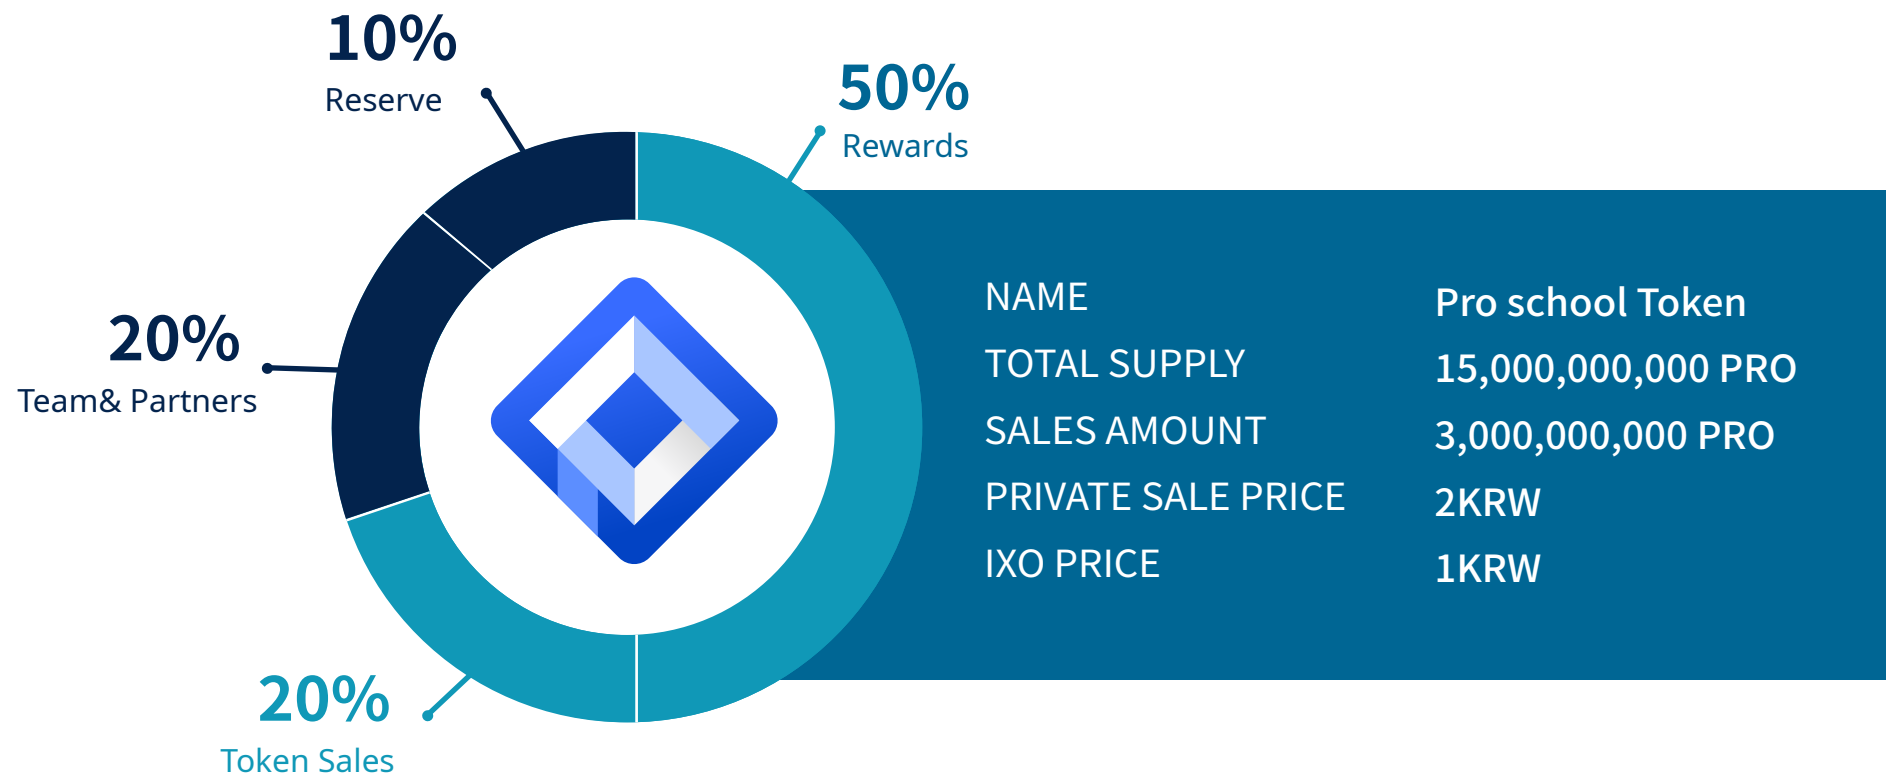 10%
Reserve
50%
Rewards
20%
Team& Partners
20%
Token Sales
NAME
Pro school Token
TOTAL SUPPLY
15,000,000,000 PRO
SALES AMOUNT
3,000,000,000 PRO
PRIVATE SALE PRICE
2KRW
IXO PRICE
1KRW